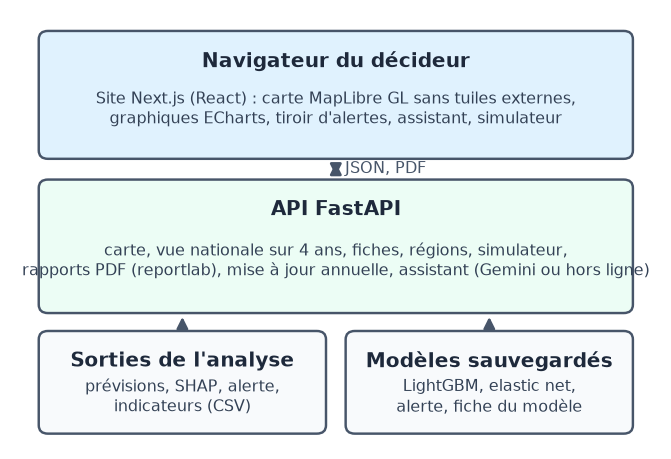 Navigateur du décideur
Site Next.js (React) : carte MapLibre GL sans tuiles externes,
graphiques ECharts, tiroir d'alertes, assistant, simulateur
JSON, PDF
API FastAPI
carte, vue nationale sur 4 ans, fiches, régions, simulateur,
rapports PDF (reportlab), mise à jour annuelle, assistant (Gemini ou hors ligne)
Sorties de l'analyse
prévisions, SHAP, alerte,
indicateurs (CSV)
Modèles sauvegardés
LightGBM, elastic net,
alerte, fiche du modèle